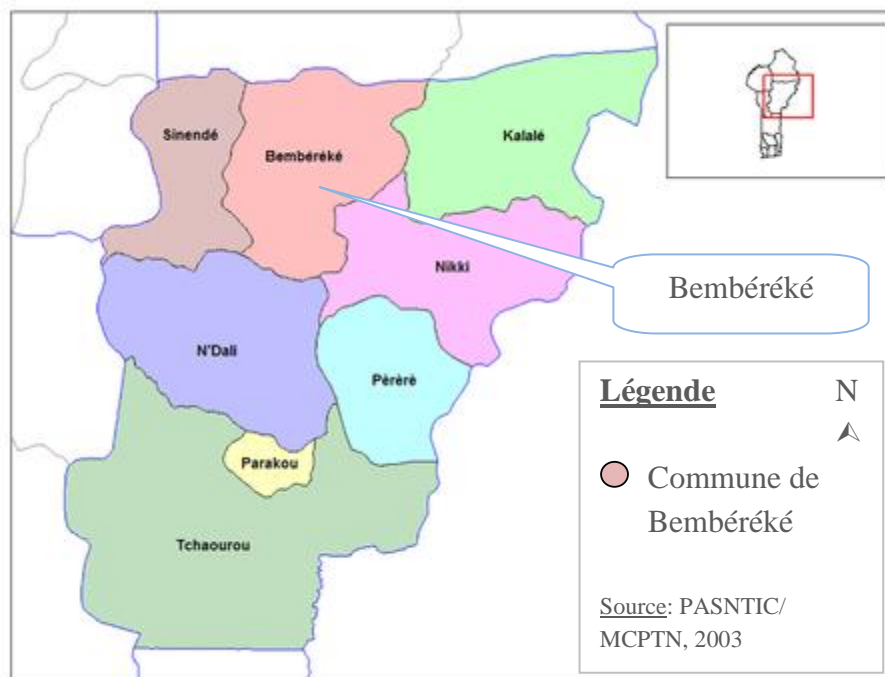 Sinendé
Bembéréké
Kalalé
Nikki
Bembéréké
N'Dali
Pèrèrè
Parakou
Tchaourou
Légende N
Commune de
Bembéréké
Source: PASNTIC/
MCPTN, 2003